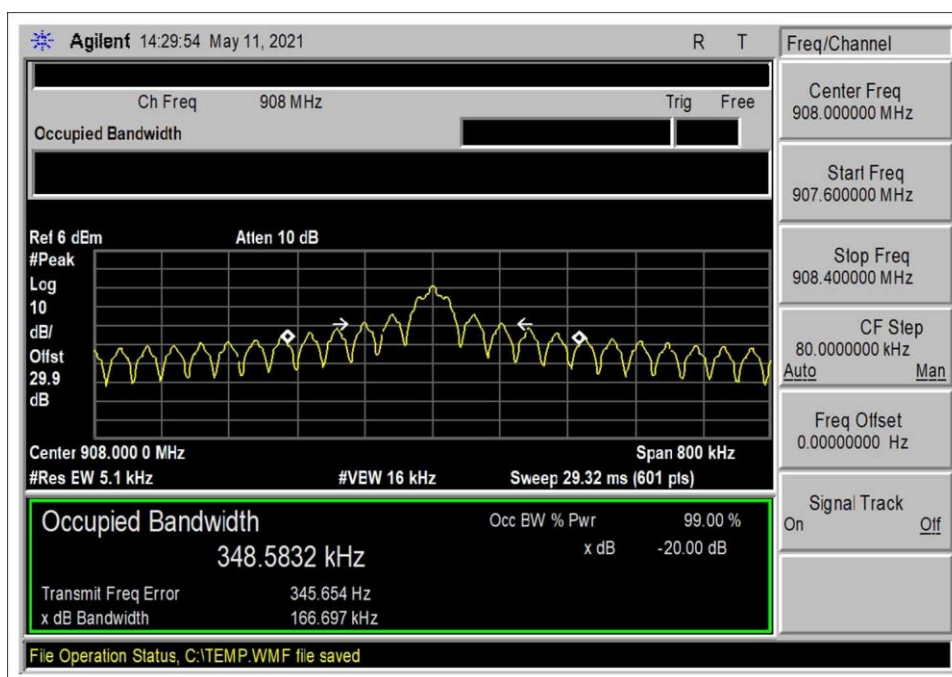 Agilent 14:29:54 May 11, 2021 R T
Freq/Channel
Ch Freq 908 MHz Trig Free
Occupied Bandwidth
Center Freq
908.000000 MHz
Start Freq
907.600000 MHz
Stop Freq
908.400000 MHz
CF Step
80.0000000 kHz
Auto Man
Freq Offset
0.00000000 Hz
Signal Track
On Off
Ref 6 dBm Atten 10 dB
#Peak
Log
10
dB/
Offst
29.9
dB
Center 908.000 0 MHz Span 800 kHz
#Res EW 5.1 kHz #VBW 16 kHz Sweep 29.32 ms (601 pts)
Occupied Bandwidth Occ BW % Pwr 99.00 %
348.5832 kHz x dB -20.00 dB
Transmit Freq Error 345.654 Hz
x dB Bandwidth 166.697 kHz
File Operation Status, C:\TEMP.WMF file saved